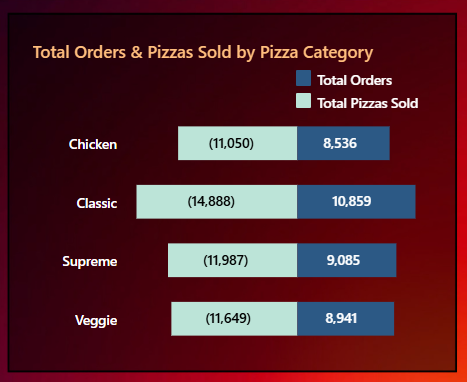 Total Orders & Pizzas Sold by Pizza Category
Total Orders
Total Pizzas Sold
Chicken (11,050) 8,536
Classic (14,888) 10,859
Supreme (11,987) 9,085
Veggie (11,649) 8,941